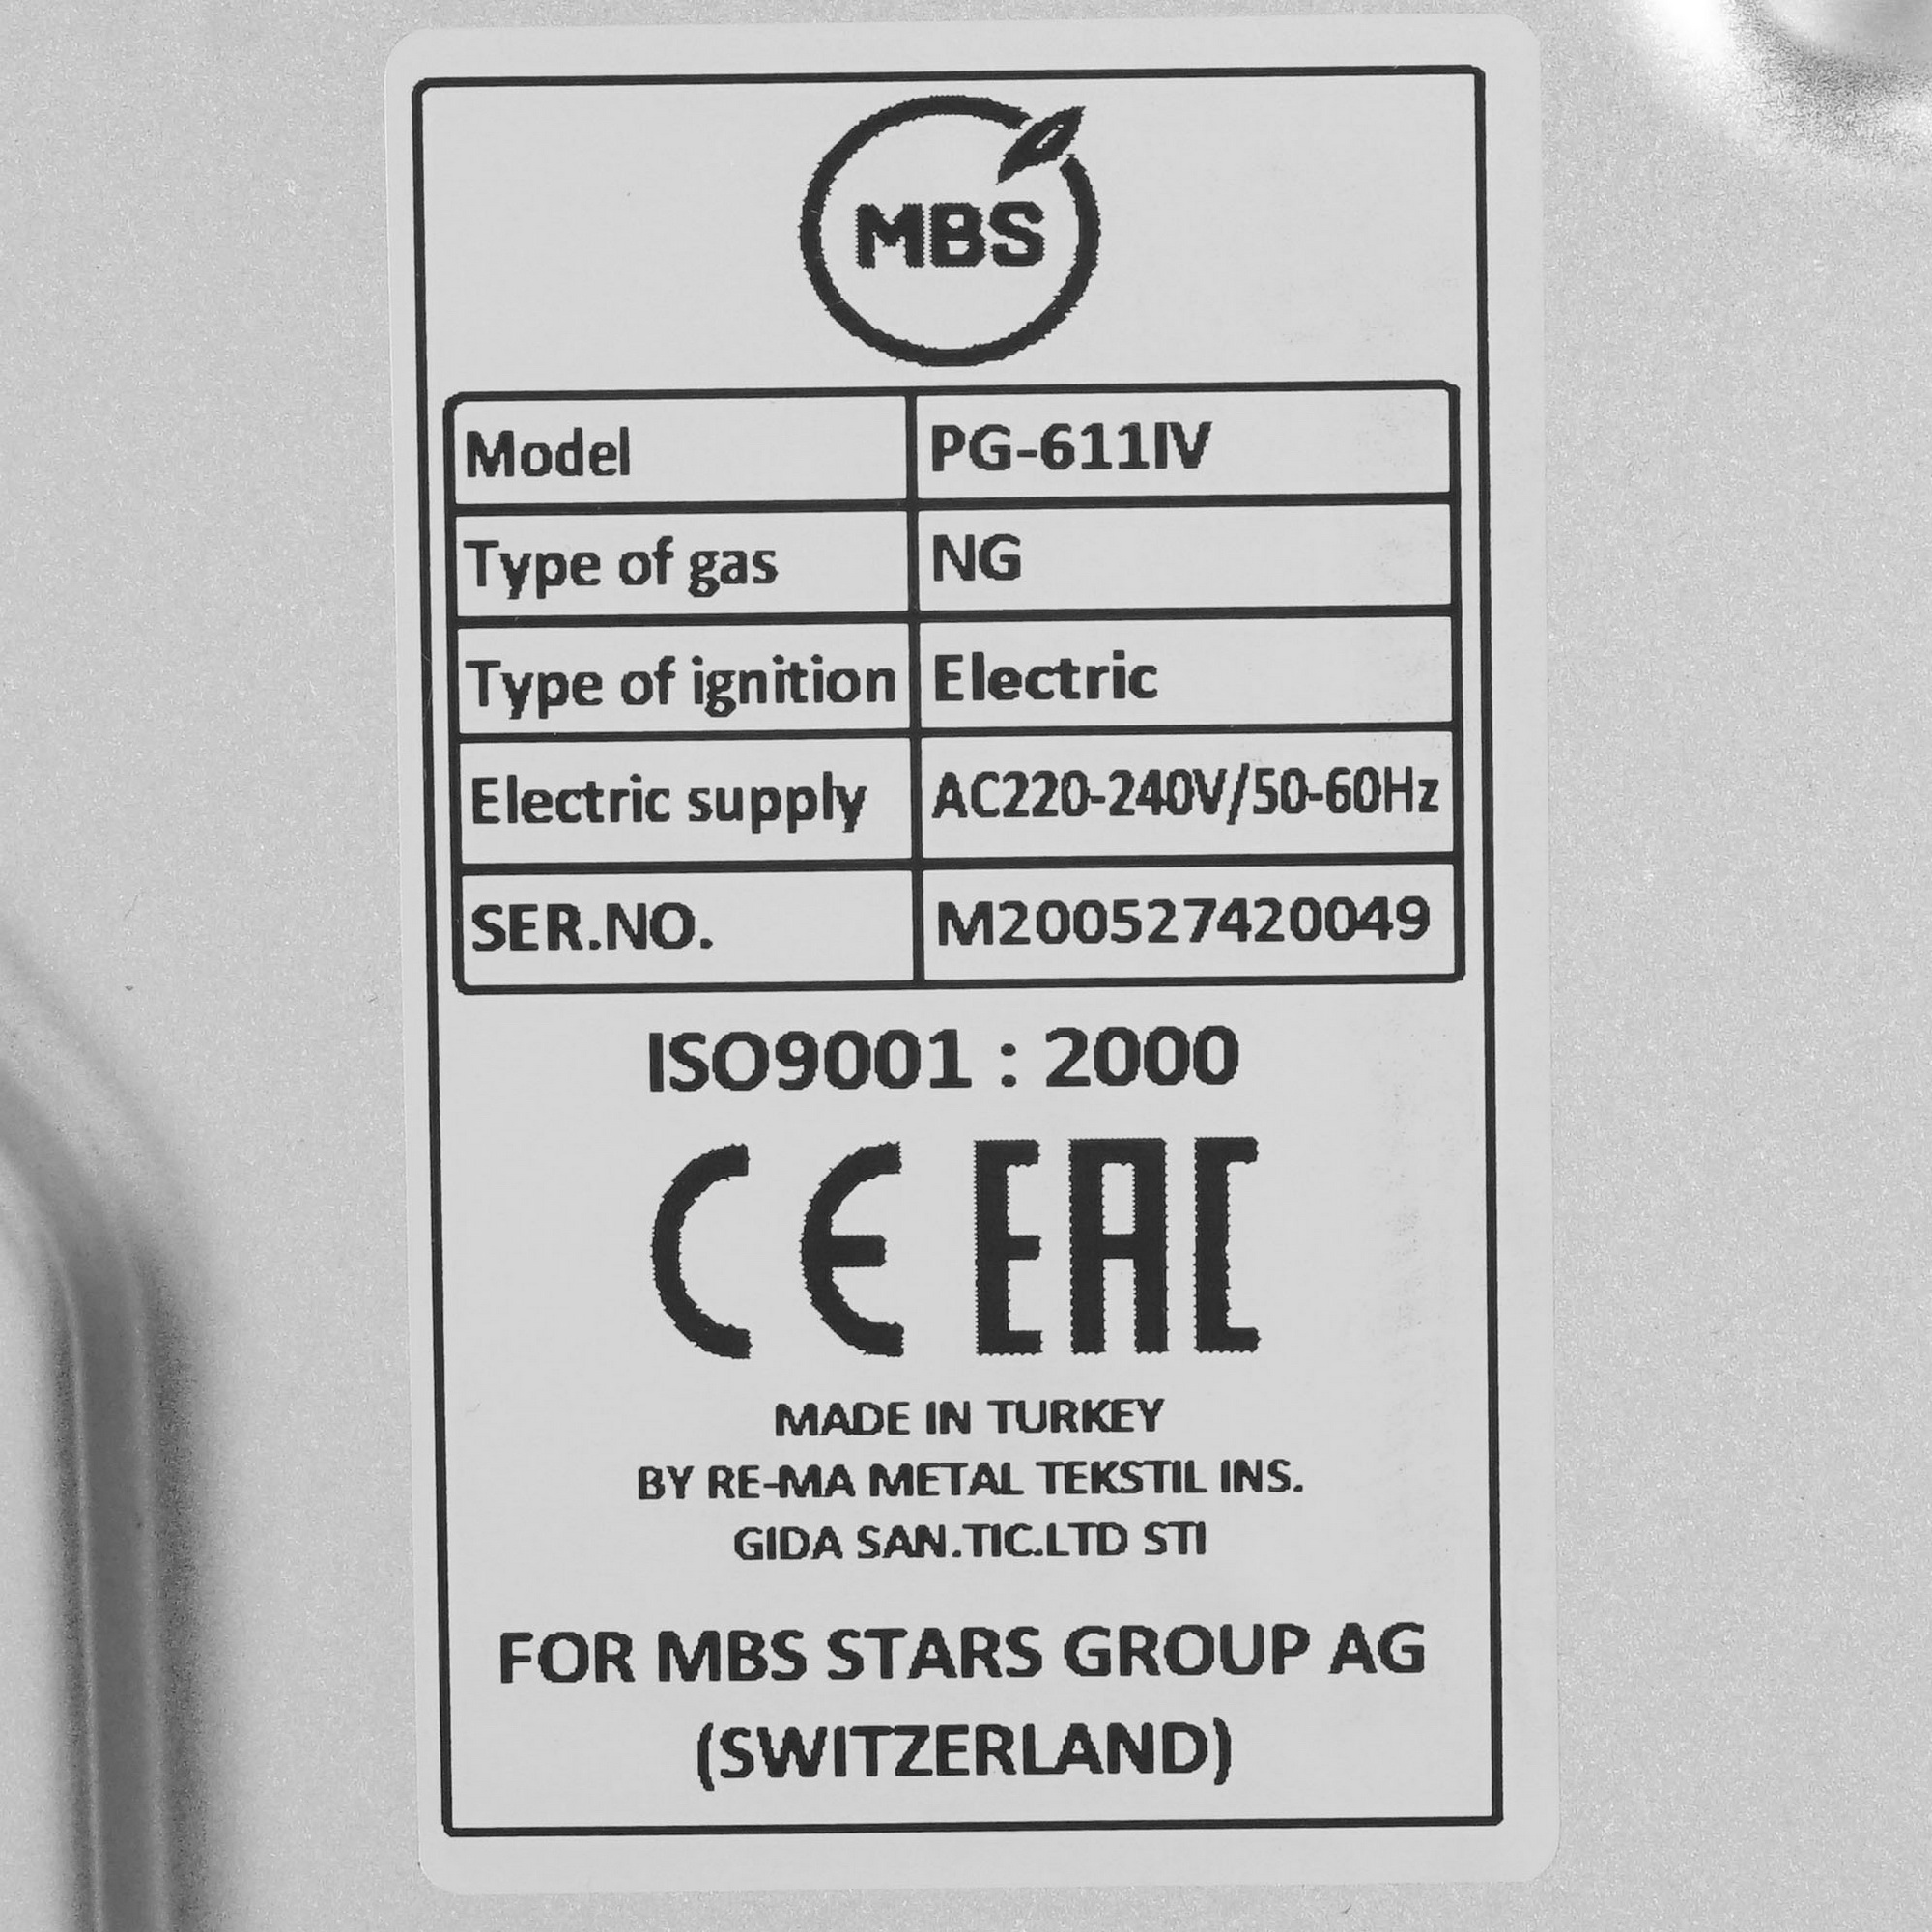 MBS
Model PG-611IV
Type of gas NG
Type of ignition Electric
Electric supply AC220-240V/50-60Hz
SER.NO. M200527420049
ISO9001 : 2000
CE EAC
MADE IN TURKEY
BY RE-MA METAL TEKSTIL INS.
GIDA SAN.TIC.LTD STI
FOR MBS STARS GROUP AG
(SWITZERLAND)